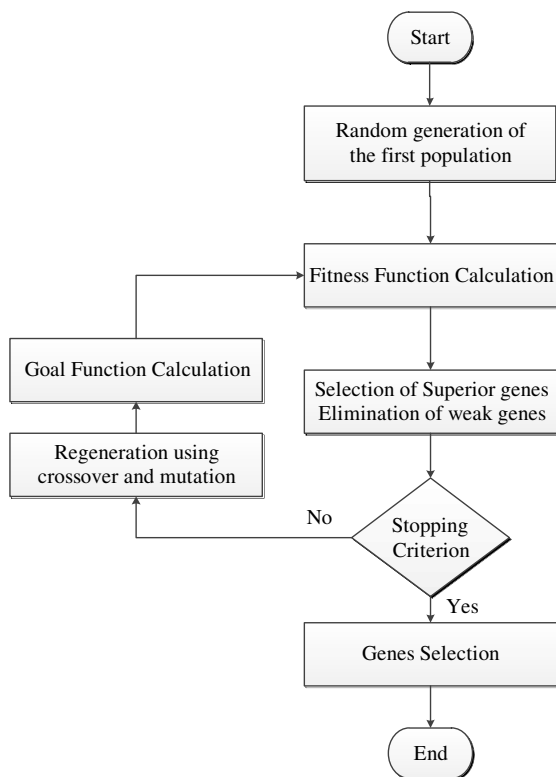 Start
Random generation of
the first population
Fitness Function Calculation
Goal Function Calculation
Selection of Superior genes
Elimination of weak genes
Regeneration using
crossover and mutation
No
Stopping
Criterion
Yes
Genes Selection
End